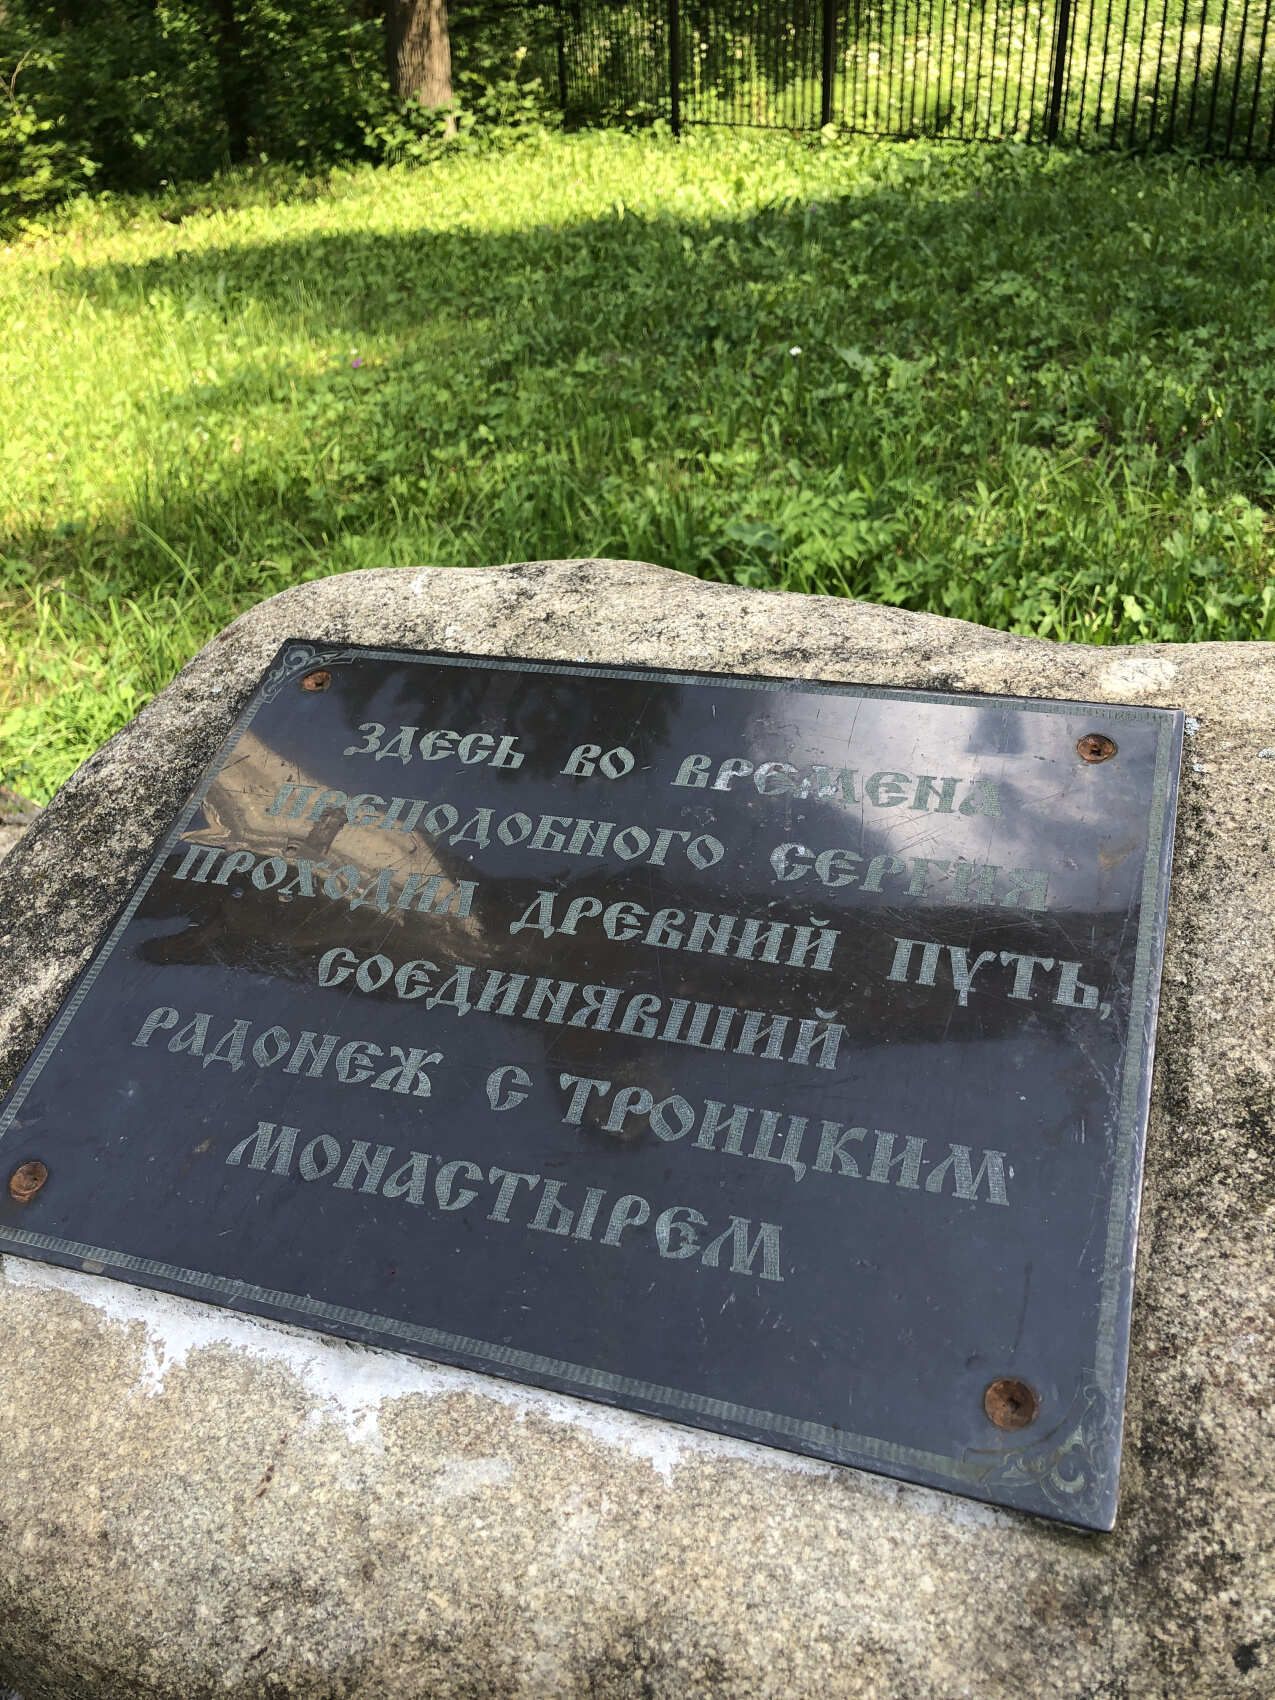 ЗДЕСЬ ВО ВРЕМЕНА
ПРЕПОДОБНОГО СЕРГИЯ
ПРОХОДИЛ ДРЕВНИЙ ПУТЬ,
СОЕДИНЯВШИЙ
РАДОНЕЖ С ТРОИЦКИМ
МОНАСТЫРЕМ